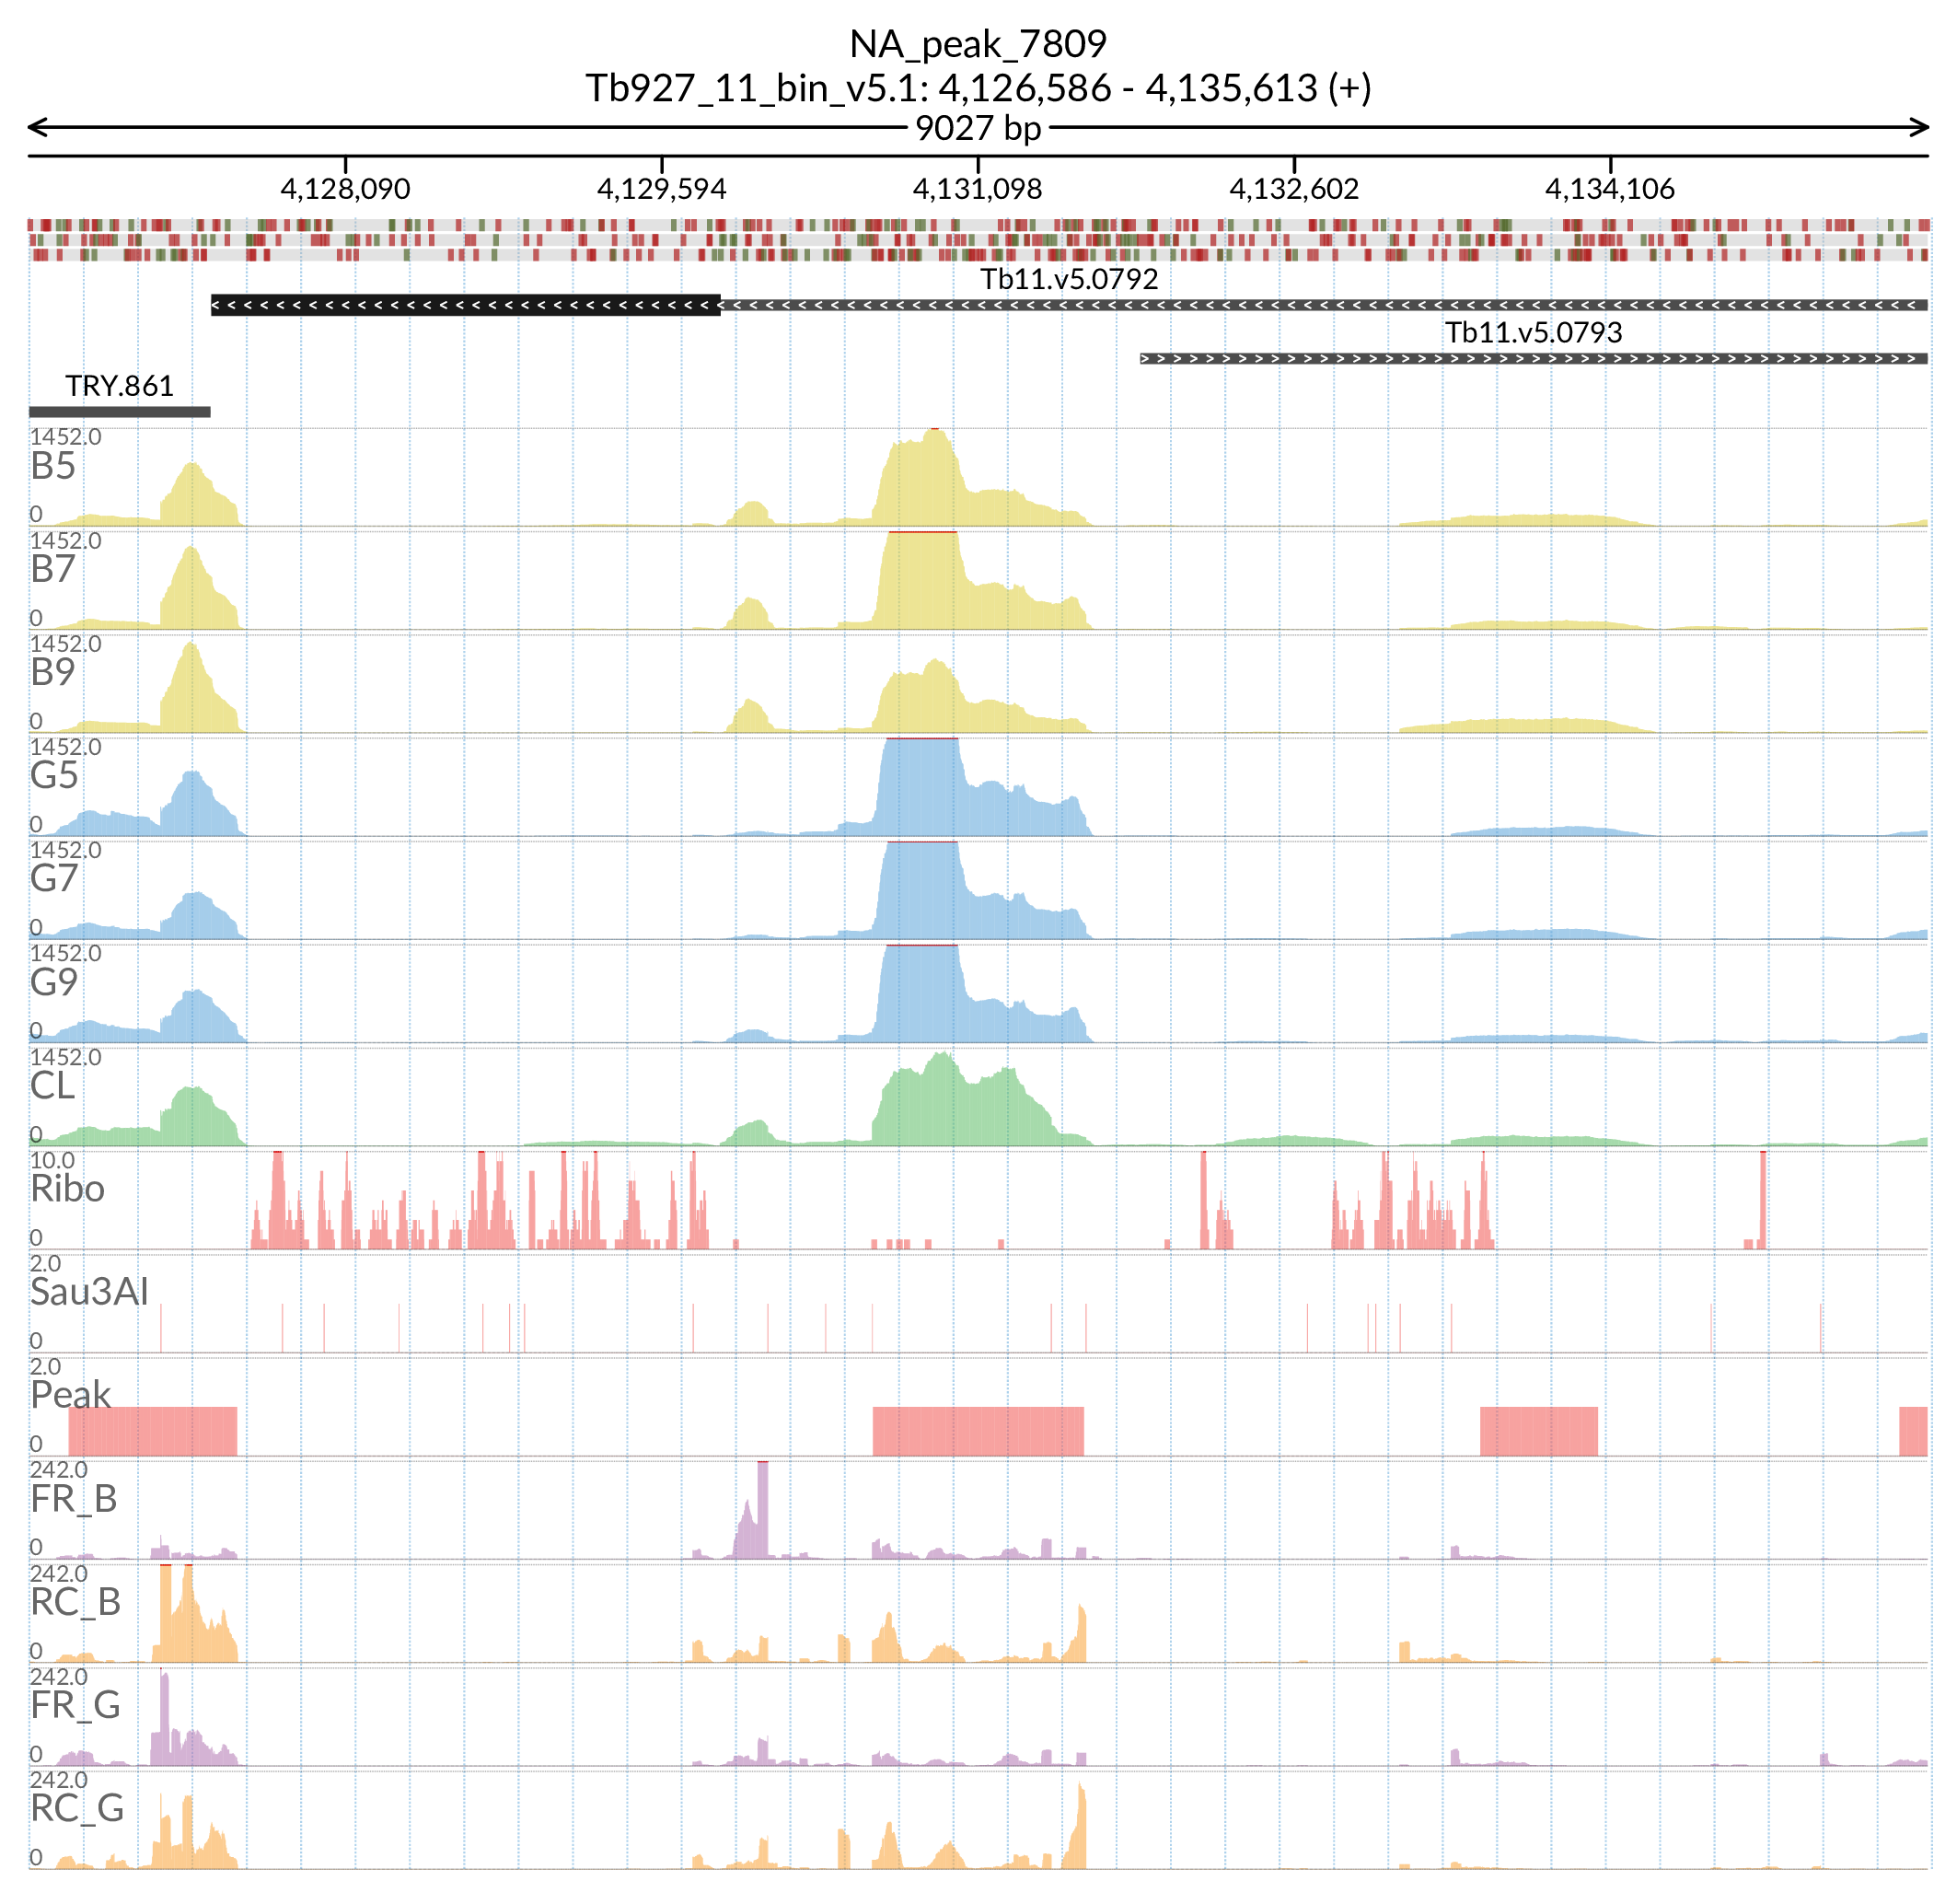 NA_peak_7809
Tb927_11_bin_v5.1: 4,126,586 - 4,135,613 (+)
9027 bp
4,128,090 4,129,594 4,131,098 4,132,602 4,134,106
Tb11.v5.0792
Tb11.v5.0793
TRY.861
1452.0
B5
0
1452.0
B7
0
1452.0
B9
0
1452.0
G5
0
1452.0
G7
0
1452.0
G9
0
1452.0
CL
0
10.0
Ribo
0
2.0
Sau3AI
0
2.0
Peak
0
242.0
FR_B
0
242.0
RC_B
0
242.0
FR_G
0
242.0
RC_G
0